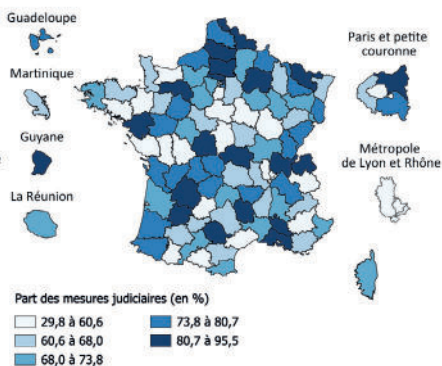 Guadeloupe
Martinique
Guyane
La Réunion
Paris et petite
couronne
Métropole
de Lyon et Rhône
Part des mesures judiciaires (en %)
29,8 à 60,6
60,6 à 68,0
68,0 à 73,8
73,8 à 80,7
80,7 à 95,5